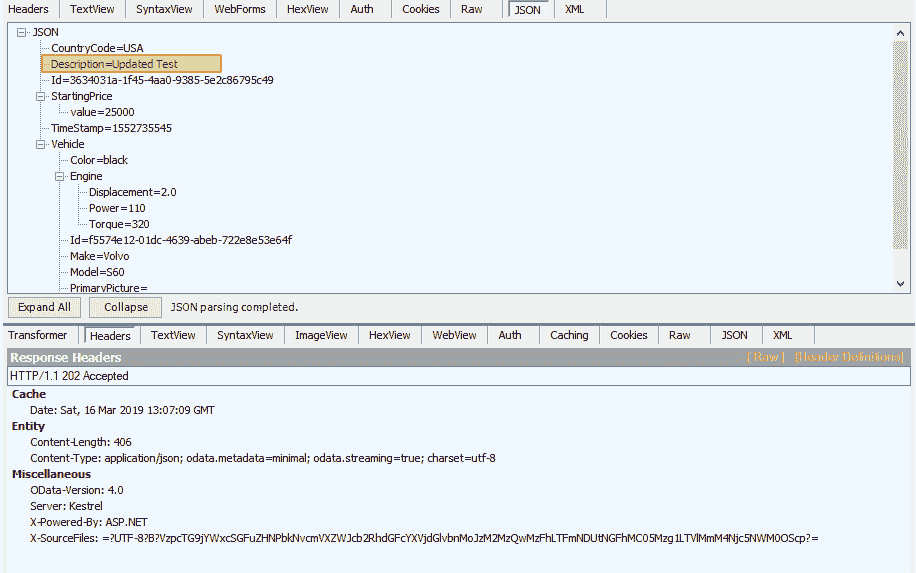 Headers TextView SyntaxView WebForms HexView Auth Cookies Raw JSON XML
JSON
CountryCode=USA
Description=Updated Test
Id=3634031a-1f45-4aa0-9385-5e2c86795c49
StartingPrice
value=25000
TimeStamp=1552735545
Vehicle
Color=black
Engine
Displacement=2.0
Power=110
Torque=320
Id=f5574e12-01dc-4639-abeb-722e8e53e64f
Make=Volvo
Model=S60
PrimaryPicture=
Expand All Collapse JSON parsing completed.
Transformer Headers TextView SyntaxView ImageView HexView WebView Auth Caching Cookies Raw JSON XML
Response Headers [ Raw ] [Header Definitions]
HTTP/1.1 202 Accepted
Cache
Date: Sat, 16 Mar 2019 13:07:09 GMT
Entity
Content-Length: 406
Content-Type: application/json; odata.metadata=minimal; odata.streaming=true; charset=utf-8
Miscellaneous
OData-Version: 4.0
Server: Kestrel
X-Powered-By: ASP.NET
X-SourceFiles: